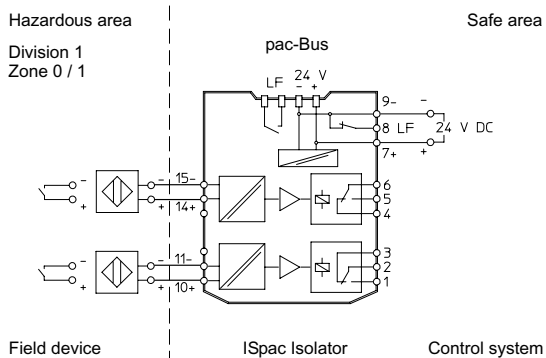 Hazardous area
Safe area
Division 1
Zone 0 / 1
pac-Bus
LF 24 V
- +
9- -
8 LF 24 V DC
7+ +
- - 15-
+ + 14+
6
5
4
- - 11-
+ + 10+
3
2
1
Field device
ISpac Isolator
Control system